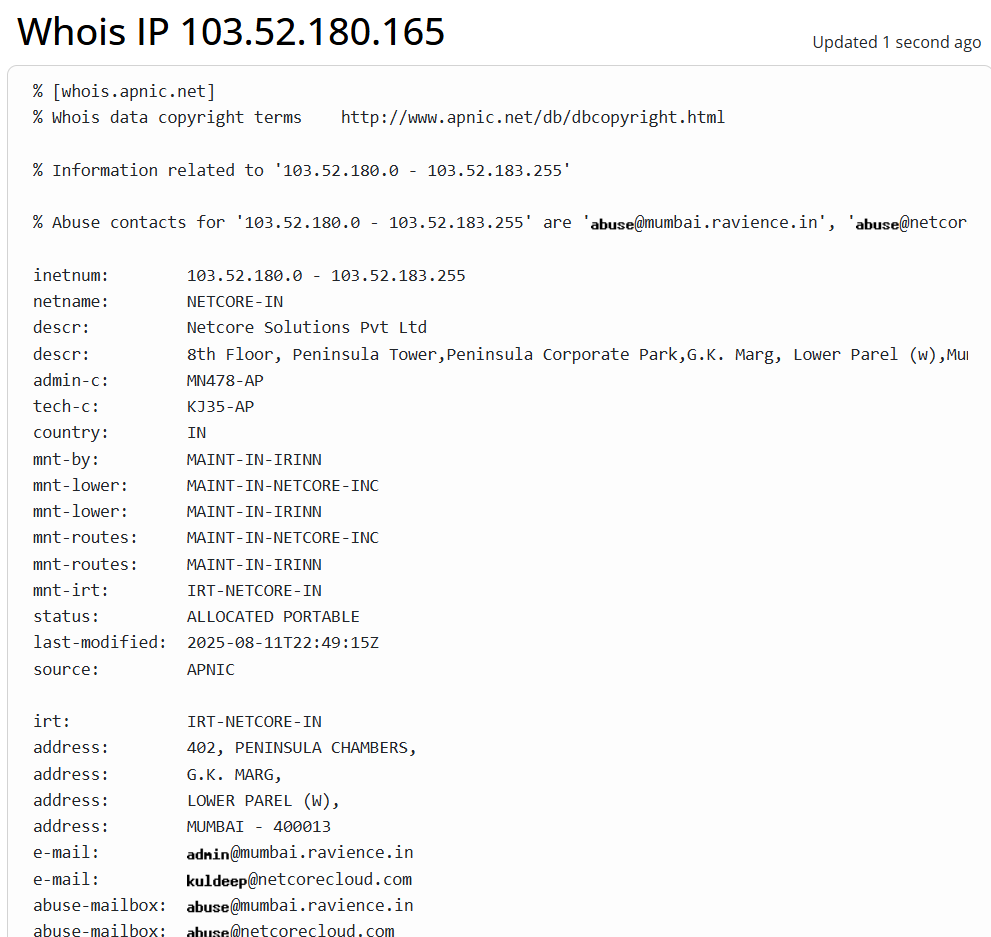 Whois IP 103.52.180.165
Updated 1 second ago
% [whois.apnic.net]
% Whois data copyright terms    http://www.apnic.net/db/dbcopyright.html
% Information related to '103.52.180.0 - 103.52.183.255'
% Abuse contacts for '103.52.180.0 - 103.52.183.255' are 'abuse@mumbai.ravience.in', 'abuse@netcor
inetnum:        103.52.180.0 - 103.52.183.255
netname:        NETCORE-IN
descr:          Netcore Solutions Pvt Ltd
descr:          8th Floor, Peninsula Tower,Peninsula Corporate Park,G.K. Marg, Lower Parel (w),Mum
admin-c:        MN478-AP
tech-c:         KJ35-AP
country:        IN
mnt-by:         MAINT-IN-IRINN
mnt-lower:      MAINT-IN-NETCORE-INC
mnt-lower:      MAINT-IN-IRINN
mnt-routes:     MAINT-IN-NETCORE-INC
mnt-routes:     MAINT-IN-IRINN
mnt-irt:        IRT-NETCORE-IN
status:         ALLOCATED PORTABLE
last-modified:  2025-08-11T22:49:15Z
source:         APNIC
irt:            IRT-NETCORE-IN
address:        402, PENINSULA CHAMBERS,
address:        G.K. MARG,
address:        LOWER PAREL (W),
address:        MUMBAI - 400013
e-mail:         admin@mumbai.ravience.in
e-mail:         kuldeep@netcorecloud.com
abuse-mailbox:  abuse@mumbai.ravience.in
abuse-mailbox:  abuse@netcorecloud.com